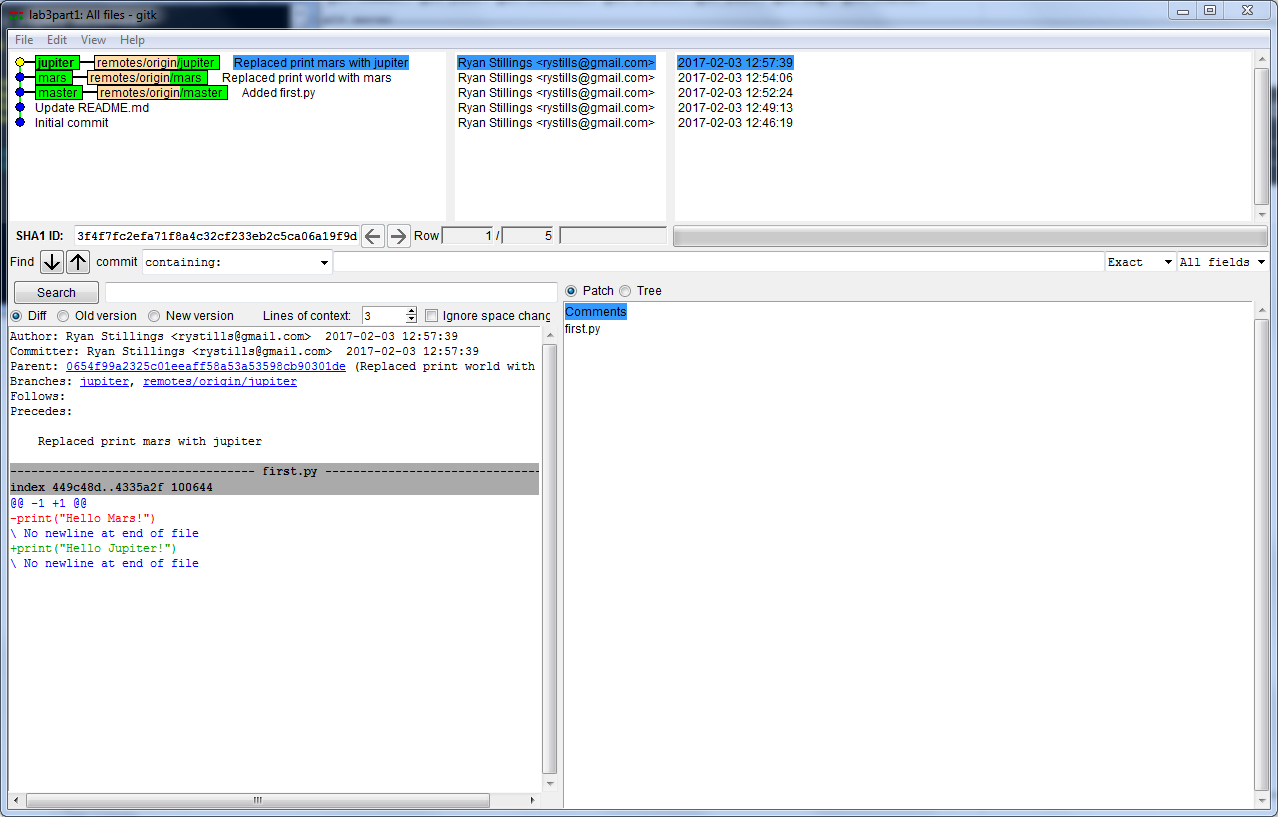 lab3part1: All files - gitk
File Edit View Help
jupiter remotes/origin/jupiter Replaced print mars with jupiter Ryan Stillings <rystills@gmail.com> 2017-02-03 12:57:39
mars remotes/origin/mars Replaced print world with mars Ryan Stillings <rystills@gmail.com> 2017-02-03 12:54:06
master remotes/origin/master Added first.py Ryan Stillings <rystills@gmail.com> 2017-02-03 12:52:24
Update README.md Ryan Stillings <rystills@gmail.com> 2017-02-03 12:49:13
Initial commit Ryan Stillings <rystills@gmail.com> 2017-02-03 12:46:19
SHA1 ID: 3f4f7fc2efa71f8a4c32cf233eb2c5ca06a19f9d Row 1 / 5
Find commit containing: Exact All fields
Search
Patch Tree
Diff Old version New version Lines of context: 3 Ignore space chang
Comments
first.py
Author: Ryan Stillings <rystills@gmail.com> 2017-02-03 12:57:39
Committer: Ryan Stillings <rystills@gmail.com> 2017-02-03 12:57:39
Parent: 0654f99a2325c01eeaff58a53a53598cb90301de (Replaced print world with
Branches: jupiter, remotes/origin/jupiter
Follows:
Precedes:
Replaced print mars with jupiter
----------------------------------- first.py -------------------------------
index 449c48d..4335a2f 100644
@@ -1 +1 @@
-print("Hello Mars!")
\ No newline at end of file
+print("Hello Jupiter!")
\ No newline at end of file